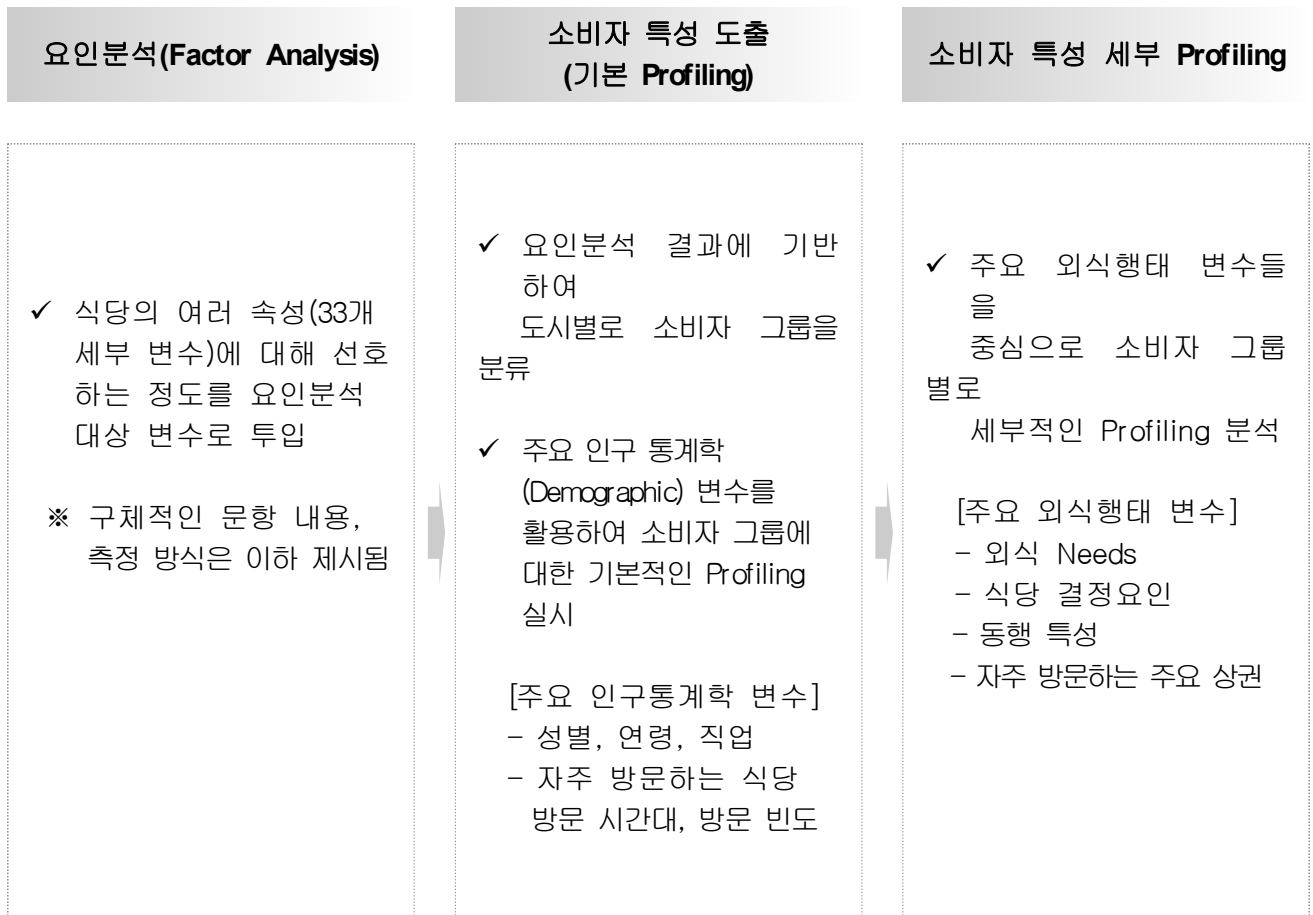 요인분석(Factor Analysis)
✓ 식당의 여러 속성(33개
세부 변수)에 대해 선호
하는 정도를 요인분석
대상 변수로 투입
※ 구체적인 문항 내용,
측정 방식은 이하 제시됨
소비자 특성 도출
(기본 Profiling)
✓ 요인분석 결과에 기반
하여
도시별로 소비자 그룹을
분류
✓ 주요 인구 통계학
(Demographic) 변수를
활용하여 소비자 그룹에
대한 기본적인 Profiling
실시
[주요 인구통계학 변수]
- 성별, 연령, 직업
- 자주 방문하는 식당
방문 시간대, 방문 빈도
소비자 특성 세부 Profiling
✓ 주요 외식행태 변수들
을
중심으로 소비자 그룹
별로
세부적인 Profiling 분석
[주요 외식행태 변수]
- 외식 Needs
- 식당 결정요인
- 동행 특성
- 자주 방문하는 주요 상권